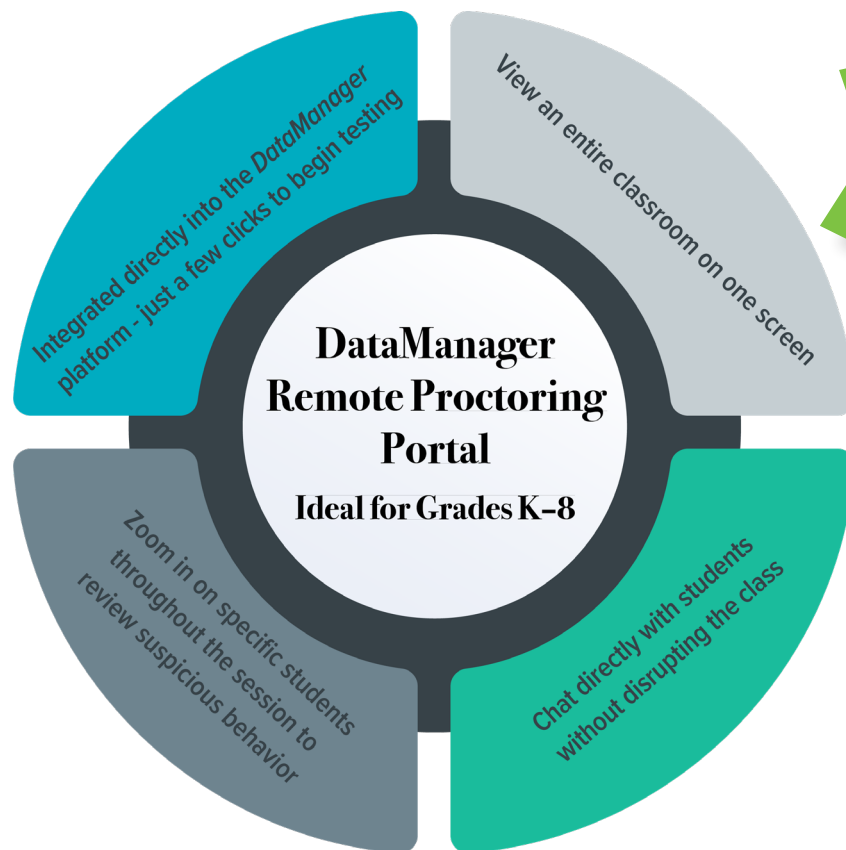 Integrated directly into the DataManager
platform - just a few clicks to begin testing
View an entire classroom on one screen
DataManager
Remote Proctoring
Portal
Ideal for Grades K–8
Zoom in on specific students
throughout the session to
review suspicious behavior
Chat directly with students
without disrupting the class